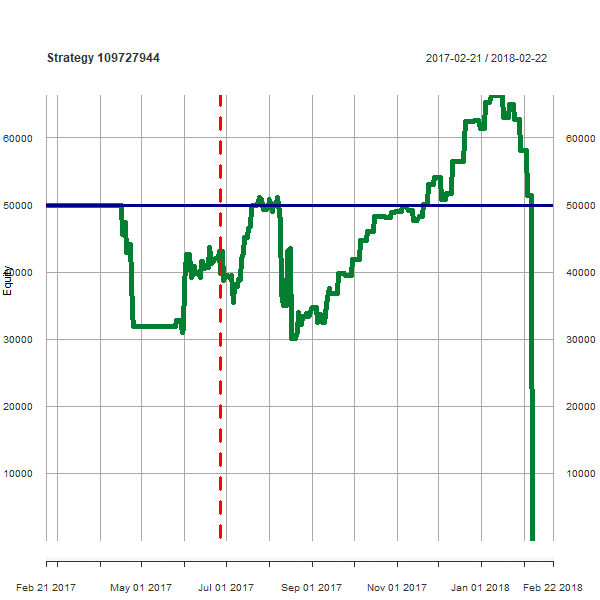 Strategy 109727944
2017-02-21 / 2018-02-22
60000
60000
50000
50000
40000
40000
Equity
30000
30000
20000
20000
10000
10000
Feb 21 2017
May 01 2017
Jul 01 2017
Sep 01 2017
Nov 01 2017
Jan 01 2018
Feb 22 2018